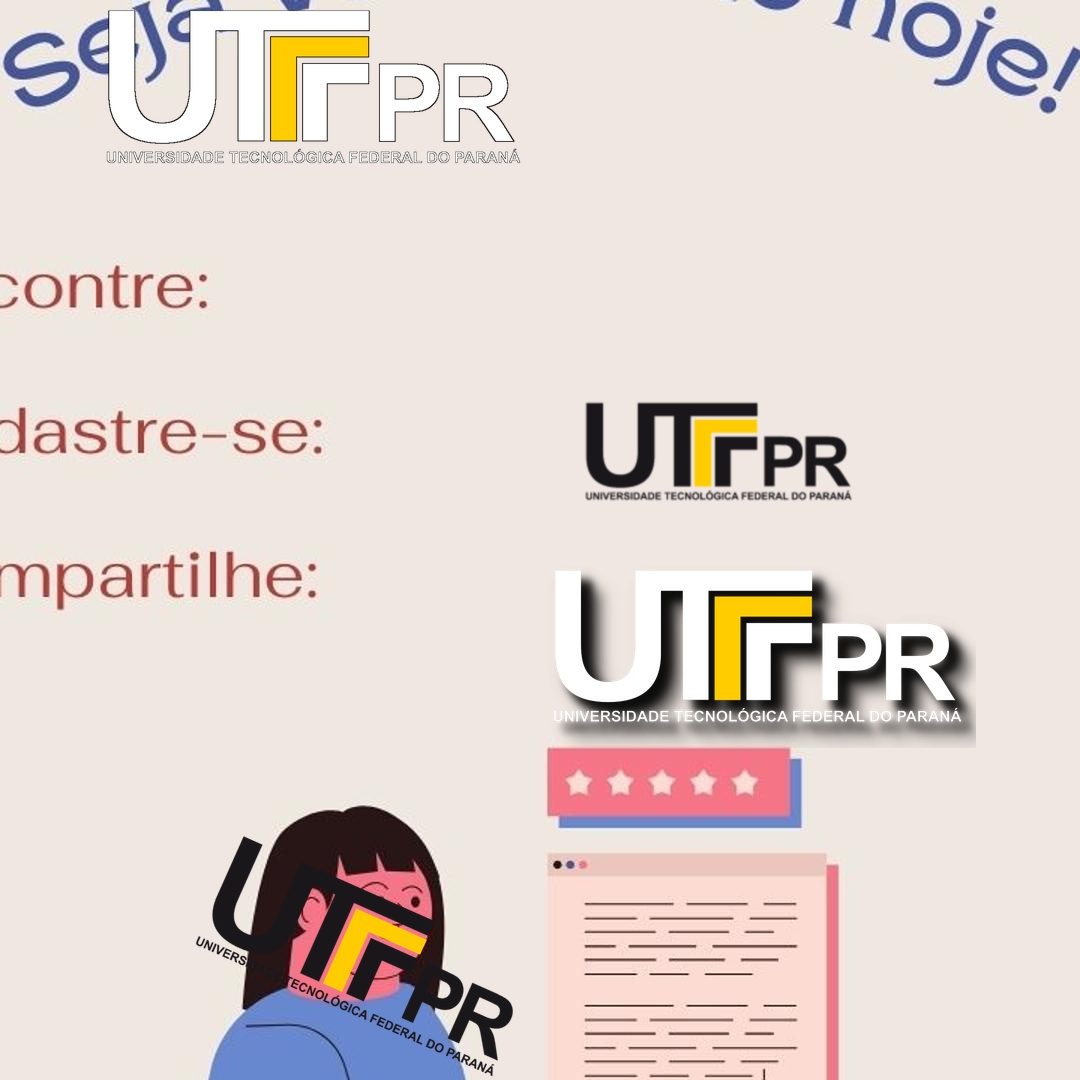 Seja
hoje!
UTFPR
UNIVERSIDADE TECNOLÓGICA FEDERAL DO PARANÁ
contre:
dastre-se:
UTFPR
UNIVERSIDADE TECNOLÓGICA FEDERAL DO PARANÁ
mpartilhe:
UTFPR
UNIVERSIDADE TECNOLÓGICA FEDERAL DO PARANÁ
UTFPR
UNIVERSIDADE TECNOLÓGICA FEDERAL DO PARANÁ